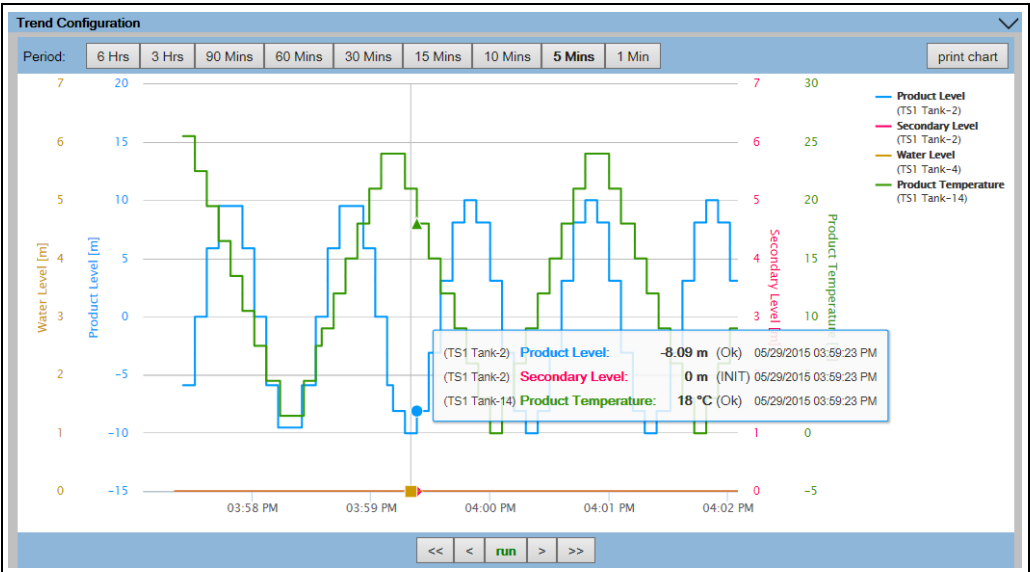 Trend Configuration
Period: 6 Hrs 3 Hrs 90 Mins 60 Mins 30 Mins 15 Mins 10 Mins 5 Mins 1 Min print chart
7 20 7 30
6 15 6 25
5 10 5 20
4 5 4 15
3 0 3 10
2 −5
1 −10 1 0
0 −15 0 −5
Water Level [m]
Product Level [m]
Secondary Level [m]
Product Temperature
Product Level
(TS1 Tank-2)
Secondary Level
(TS1 Tank-2)
Water Level
(TS1 Tank-4)
Product Temperature
(TS1 Tank-14)
(TS1 Tank-2) Product Level: -8.09 m (Ok) 05/29/2015 03:59:23 PM
(TS1 Tank-2) Secondary Level: 0 m (INIT) 05/29/2015 03:59:23 PM
(TS1 Tank-14) Product Temperature: 18 °C (Ok) 05/29/2015 03:59:23 PM
03:58 PM 03:59 PM 04:00 PM 04:01 PM 04:02 PM
<< < run > >>